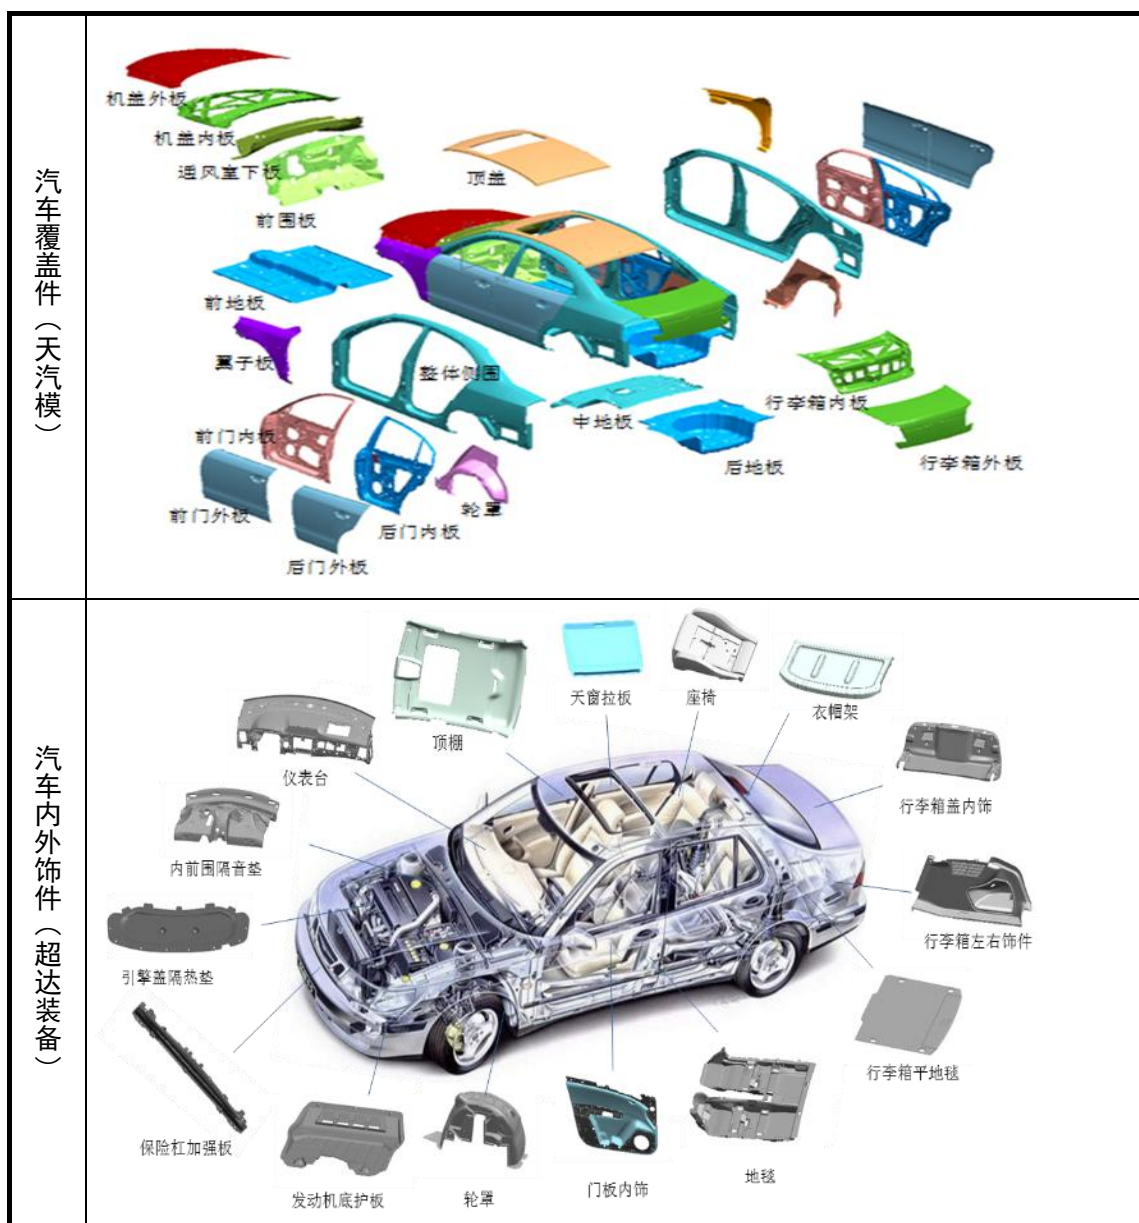 汽车覆盖件（天汽模）
机盖外板
机盖内板
通风室下板
前围板
顶盖
前地板
翼子板
整体侧围
前门内板
前门外板
后门内板
后门外板
轮罩
中地板
后地板
行李箱内板
行李箱外板
汽车内外饰件（超达装备）
天窗拉板
座椅
衣帽架
顶棚
仪表台
行李箱盖内饰
内前围隔音垫
行李箱左右饰件
引擎盖隔热垫
行李箱平地毯
保险杠加强板
发动机底护板
轮罩
门板内饰
地毯